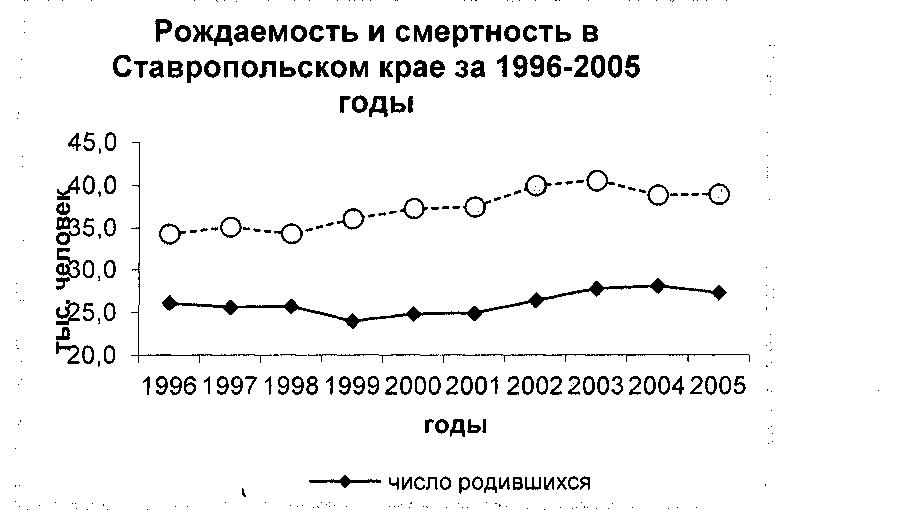 Рождаемость и смертность в
Ставропольском крае за 1996-2005
годы
тыс. человек
45,0
40,0
35,0
30,0
25,0
20,0
1996 1997 1998 1999 2000 2001 2002 2003 2004 2005
годы
число родившихся